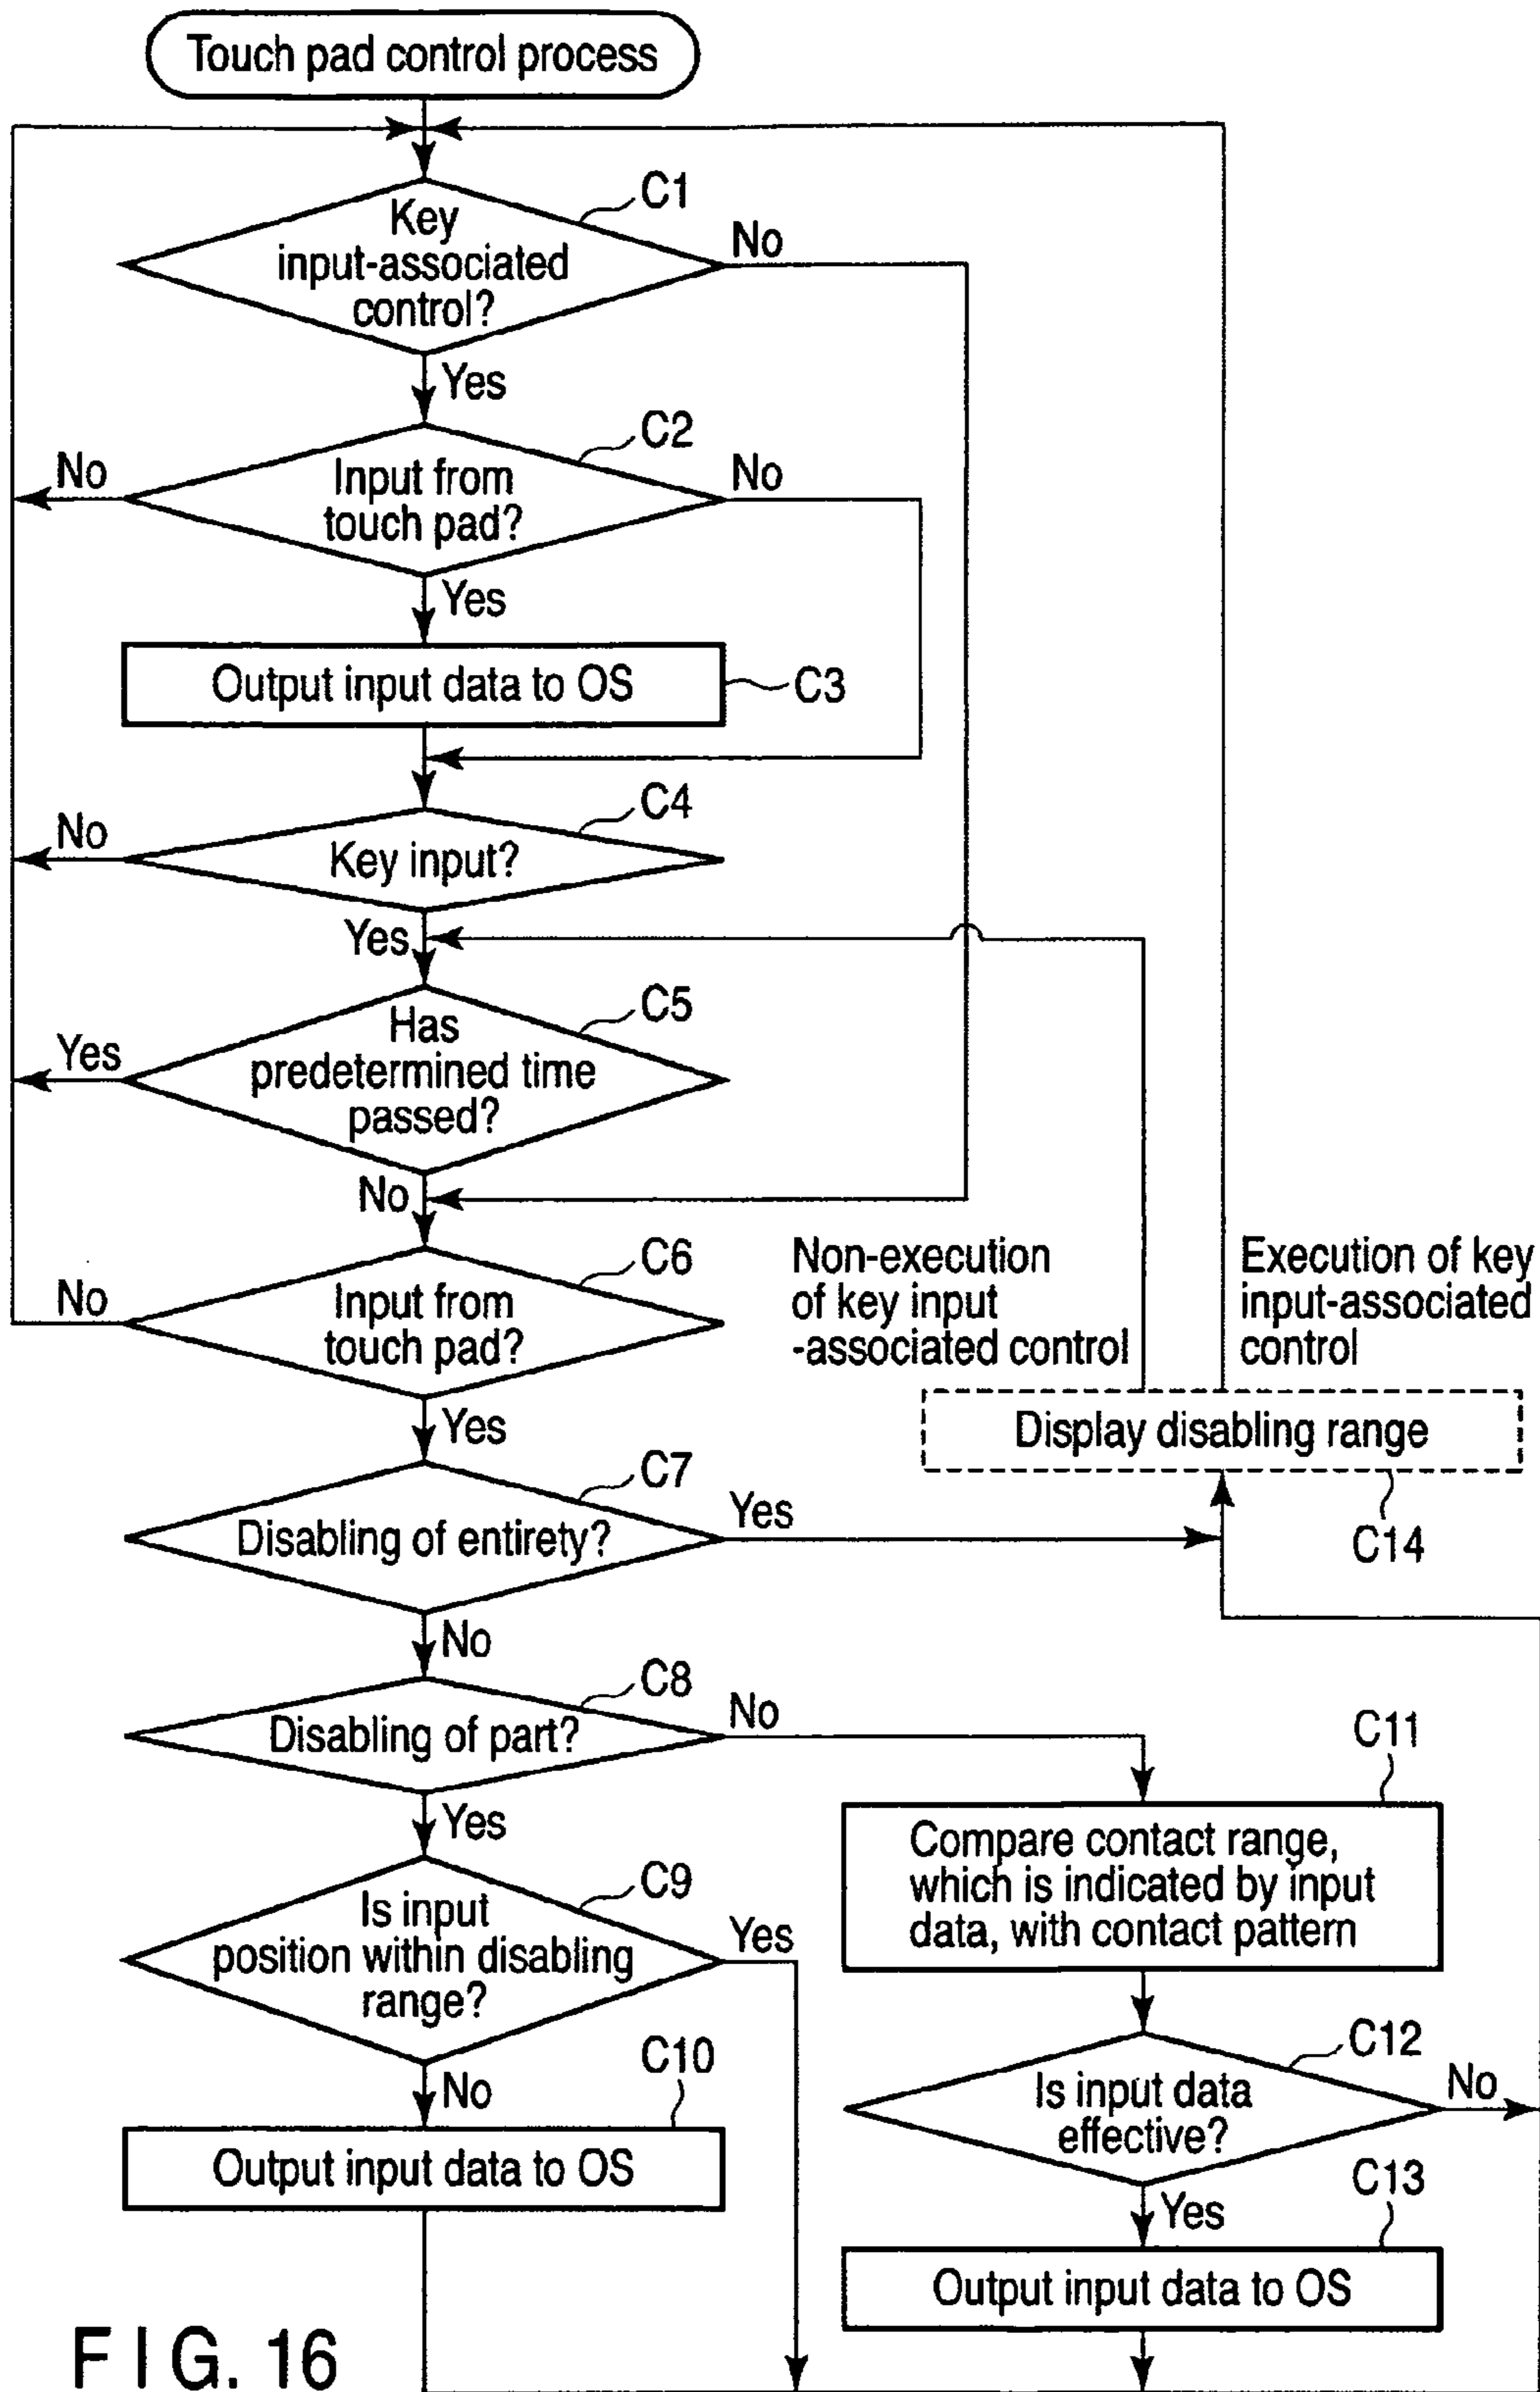 Touch pad control process
C1
Key
input-associated
control?
No
Yes
C2
No
Input from
touch pad?
No
Yes
Output input data to OS
C3
C4
No
Key input?
Yes
C5
Has
predetermined time
passed?
Yes
No
C6
Input from
touch pad?
No
Yes
Non-execution
of key input
-associated control
Execution of key
input-associated
control
Display disabling range
C14
C7
Disabling of entirety?
Yes
No
C8
Disabling of part?
No
Yes
C11
Compare contact range,
which is indicated by input
data, with contact pattern
C9
Is input
position within disabling
range?
Yes
No
C10
Output input data to OS
C12
Is input data
effective?
No
Yes
C13
Output input data to OS
FIG. 16